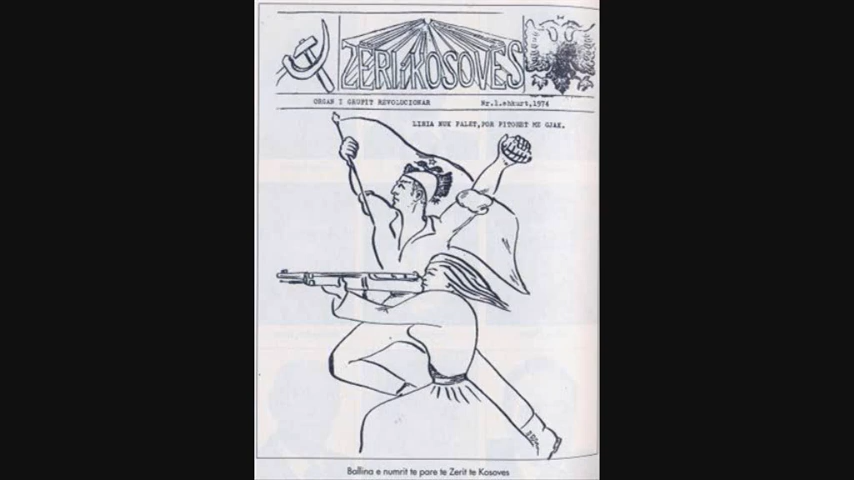 ZERI I KOSOVES
ORGAN I GRUPIT REVOLUCIONAR Nr.1.shkurt,1974
LIRIA NUK FALET,POR FITOHET ME GJAK.
Ballina e numrit te pare te Zerit te Kosoves